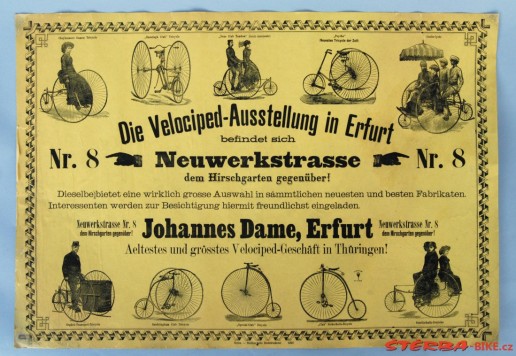 Die Velociped-Ausstellung in Erfurt
befindet sich
Nr. 8 Neuwerkstrasse Nr. 8
dem Hirschgarten gegenüber!
Dieselbe bietet eine wirklich grosse Auswahl in sämmtlichen neuesten und besten Fabrikaten.
Interessenten werden zur Besichtigung hiermit freundlichst eingeladen.
Neuwerkstrasse Nr. 8
dem Hirschgarten gegenüber!
Johannes Dame, Erfurt
Neuwerkstrasse Nr. 8
dem Hirschgarten gegenüber!
Aeltestes und grösstes Velociped-Geschäft in Thüringen!
STERBA-BIKE.cz